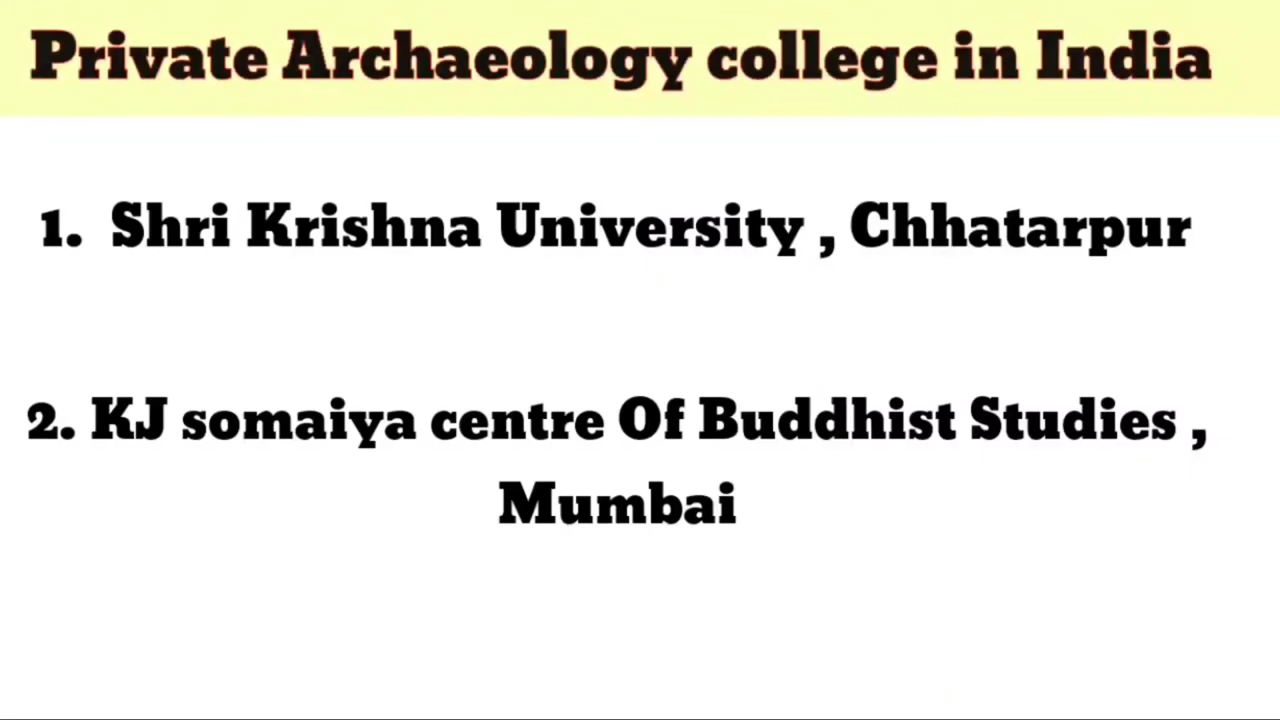 Private Archaeology college in India
1. Shri Krishna University , Chhatarpur
2. KJ somaiya centre Of Buddhist Studies ,
Mumbai